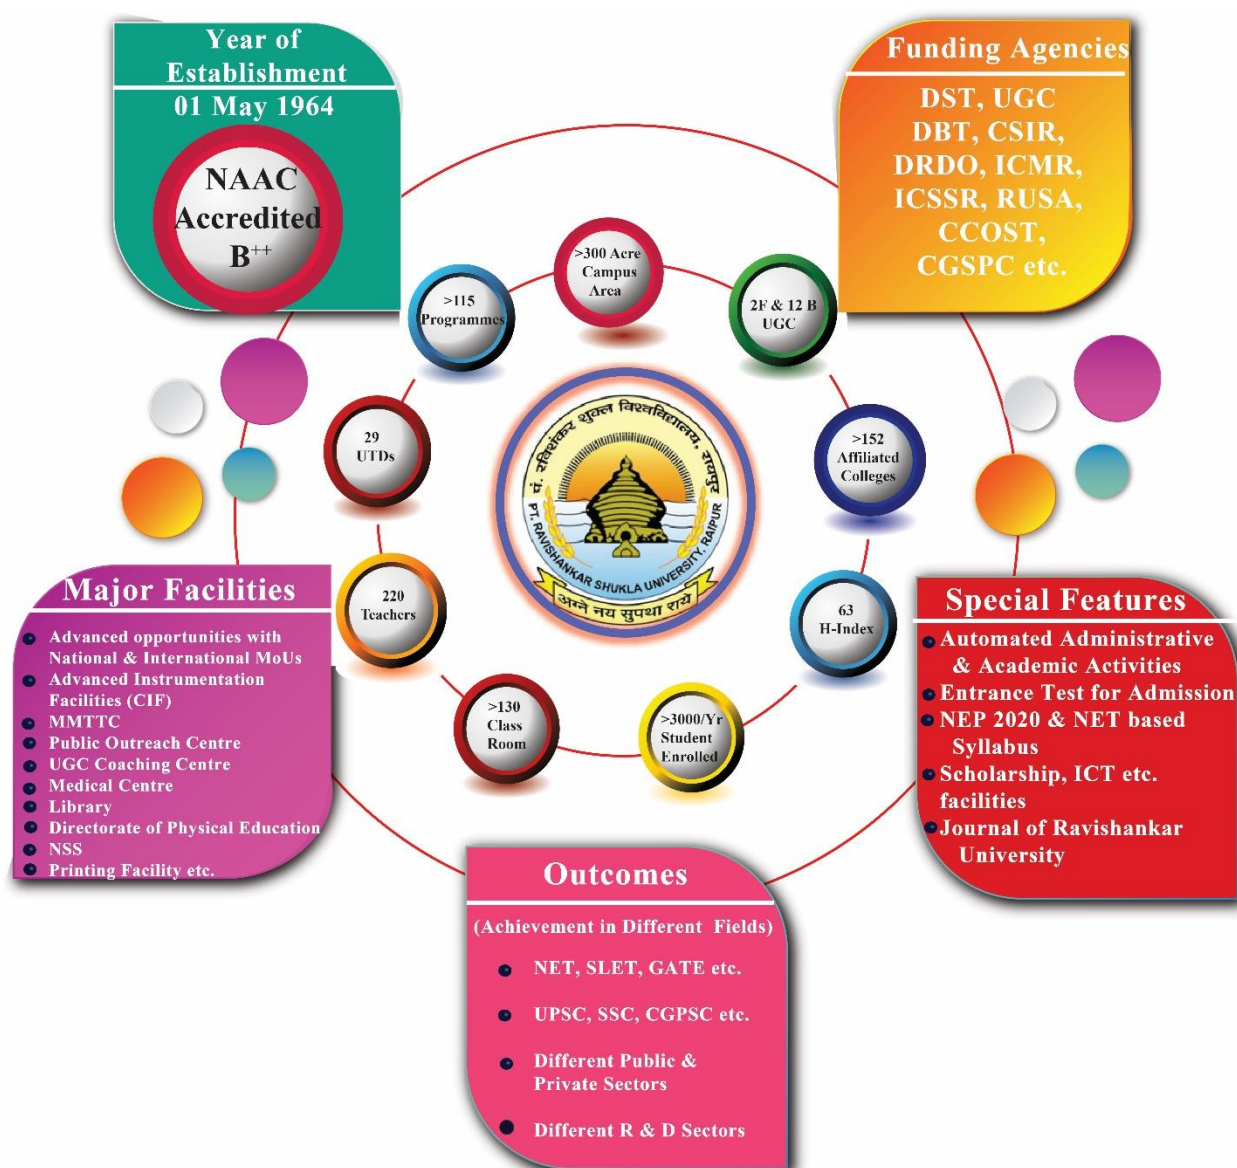 Year of
Establishment
01 May 1964
NAAC
Accredited
B++
Funding Agencies
DST, UGC
DBT, CSIR,
DRDO, ICMR,
ICSSR, RUSA,
CCOST,
CGSPC etc.
>300 Acre
Campus
Area
>115
Programmes
2F & 12 B
UGC
29
UTDs
>152
Affiliated
Colleges
220
Teachers
63
H-Index
>130
Class
Room
>3000/Yr
Student
Enrolled
पं. रविशंकर शुक्ल विश्वविद्यालय, रायपुर
PT. RAVISHANKAR SHUKLA UNIVERSITY, RAIPUR
अग्ने नय सुपथा राये
Major Facilities
Advanced opportunities with
National & International MoUs
Advanced Instrumentation
Facilities (CIF)
MMTTC
Public Outreach Centre
UGC Coaching Centre
Medical Centre
Library
Directorate of Physical Education
NSS
Printing Facility etc.
Special Features
Automated Administrative
& Academic Activities
Entrance Test for Admission
NEP 2020 & NET based
Syllabus
Scholarship, ICT etc.
facilities
Journal of Ravishankar
University
Outcomes
(Achievement in Different Fields)
NET, SLET, GATE etc.
UPSC, SSC, CGPSC etc.
Different Public &
Private Sectors
Different R & D Sectors